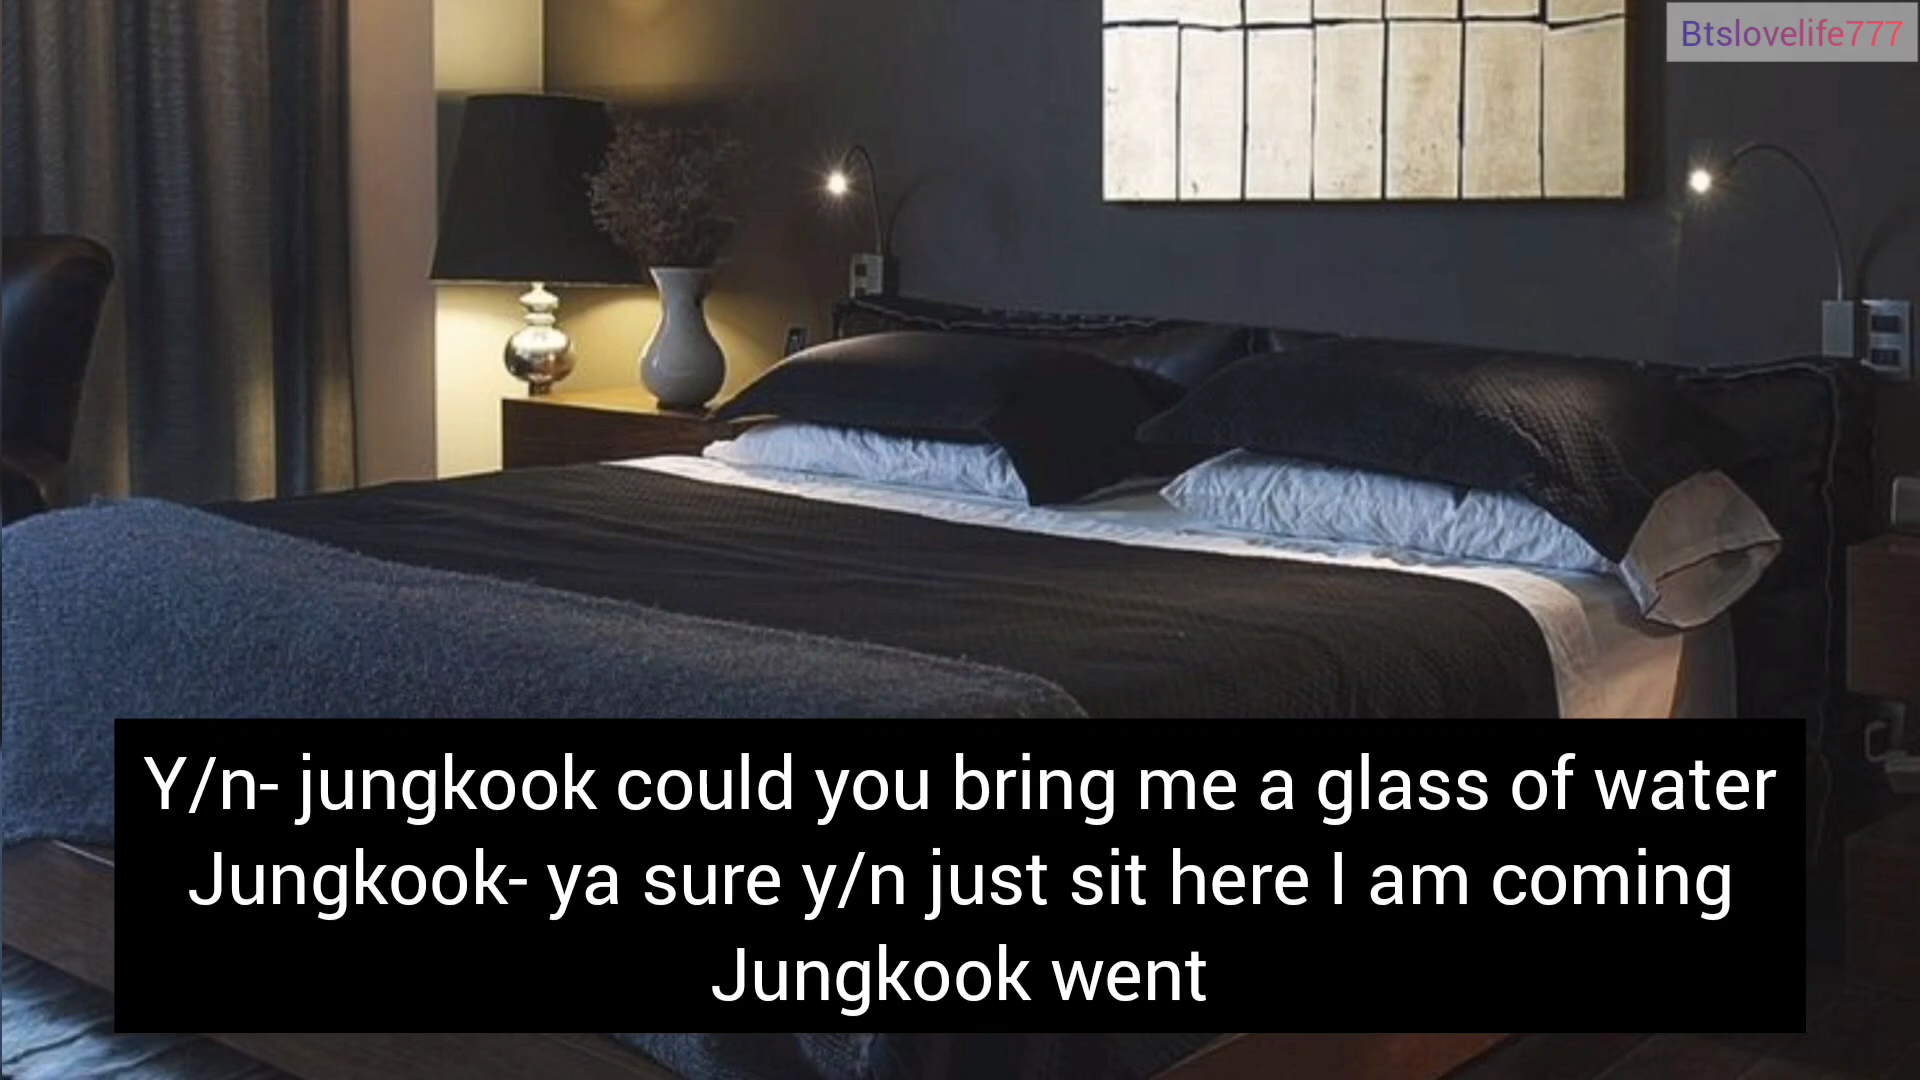 Btslovelife777
Y/n- jungkook could you bring me a glass of water
Jungkook- ya sure y/n just sit here I am coming
Jungkook went